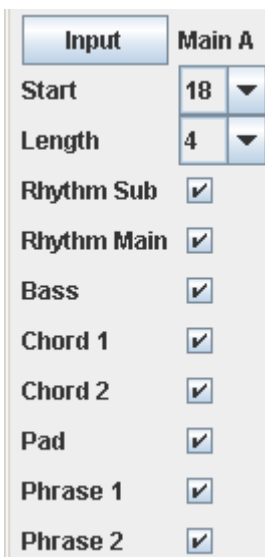 Input Main A
Start 18
Length 4
Rhythm Sub
Rhythm Main
Bass
Chord 1
Chord 2
Pad
Phrase 1
Phrase 2